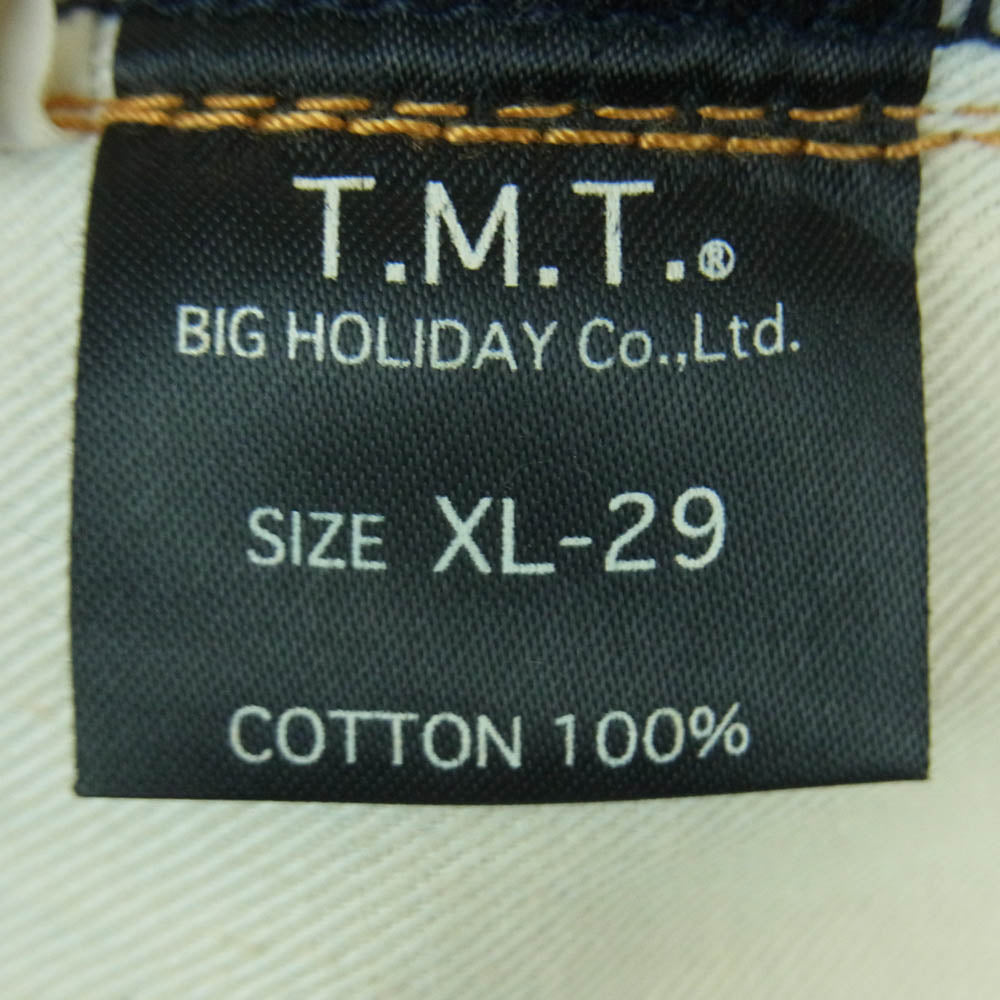 T.M.T.®
BIG HOLIDAY Co.,Ltd.
SIZE XL-29
COTTON 100%